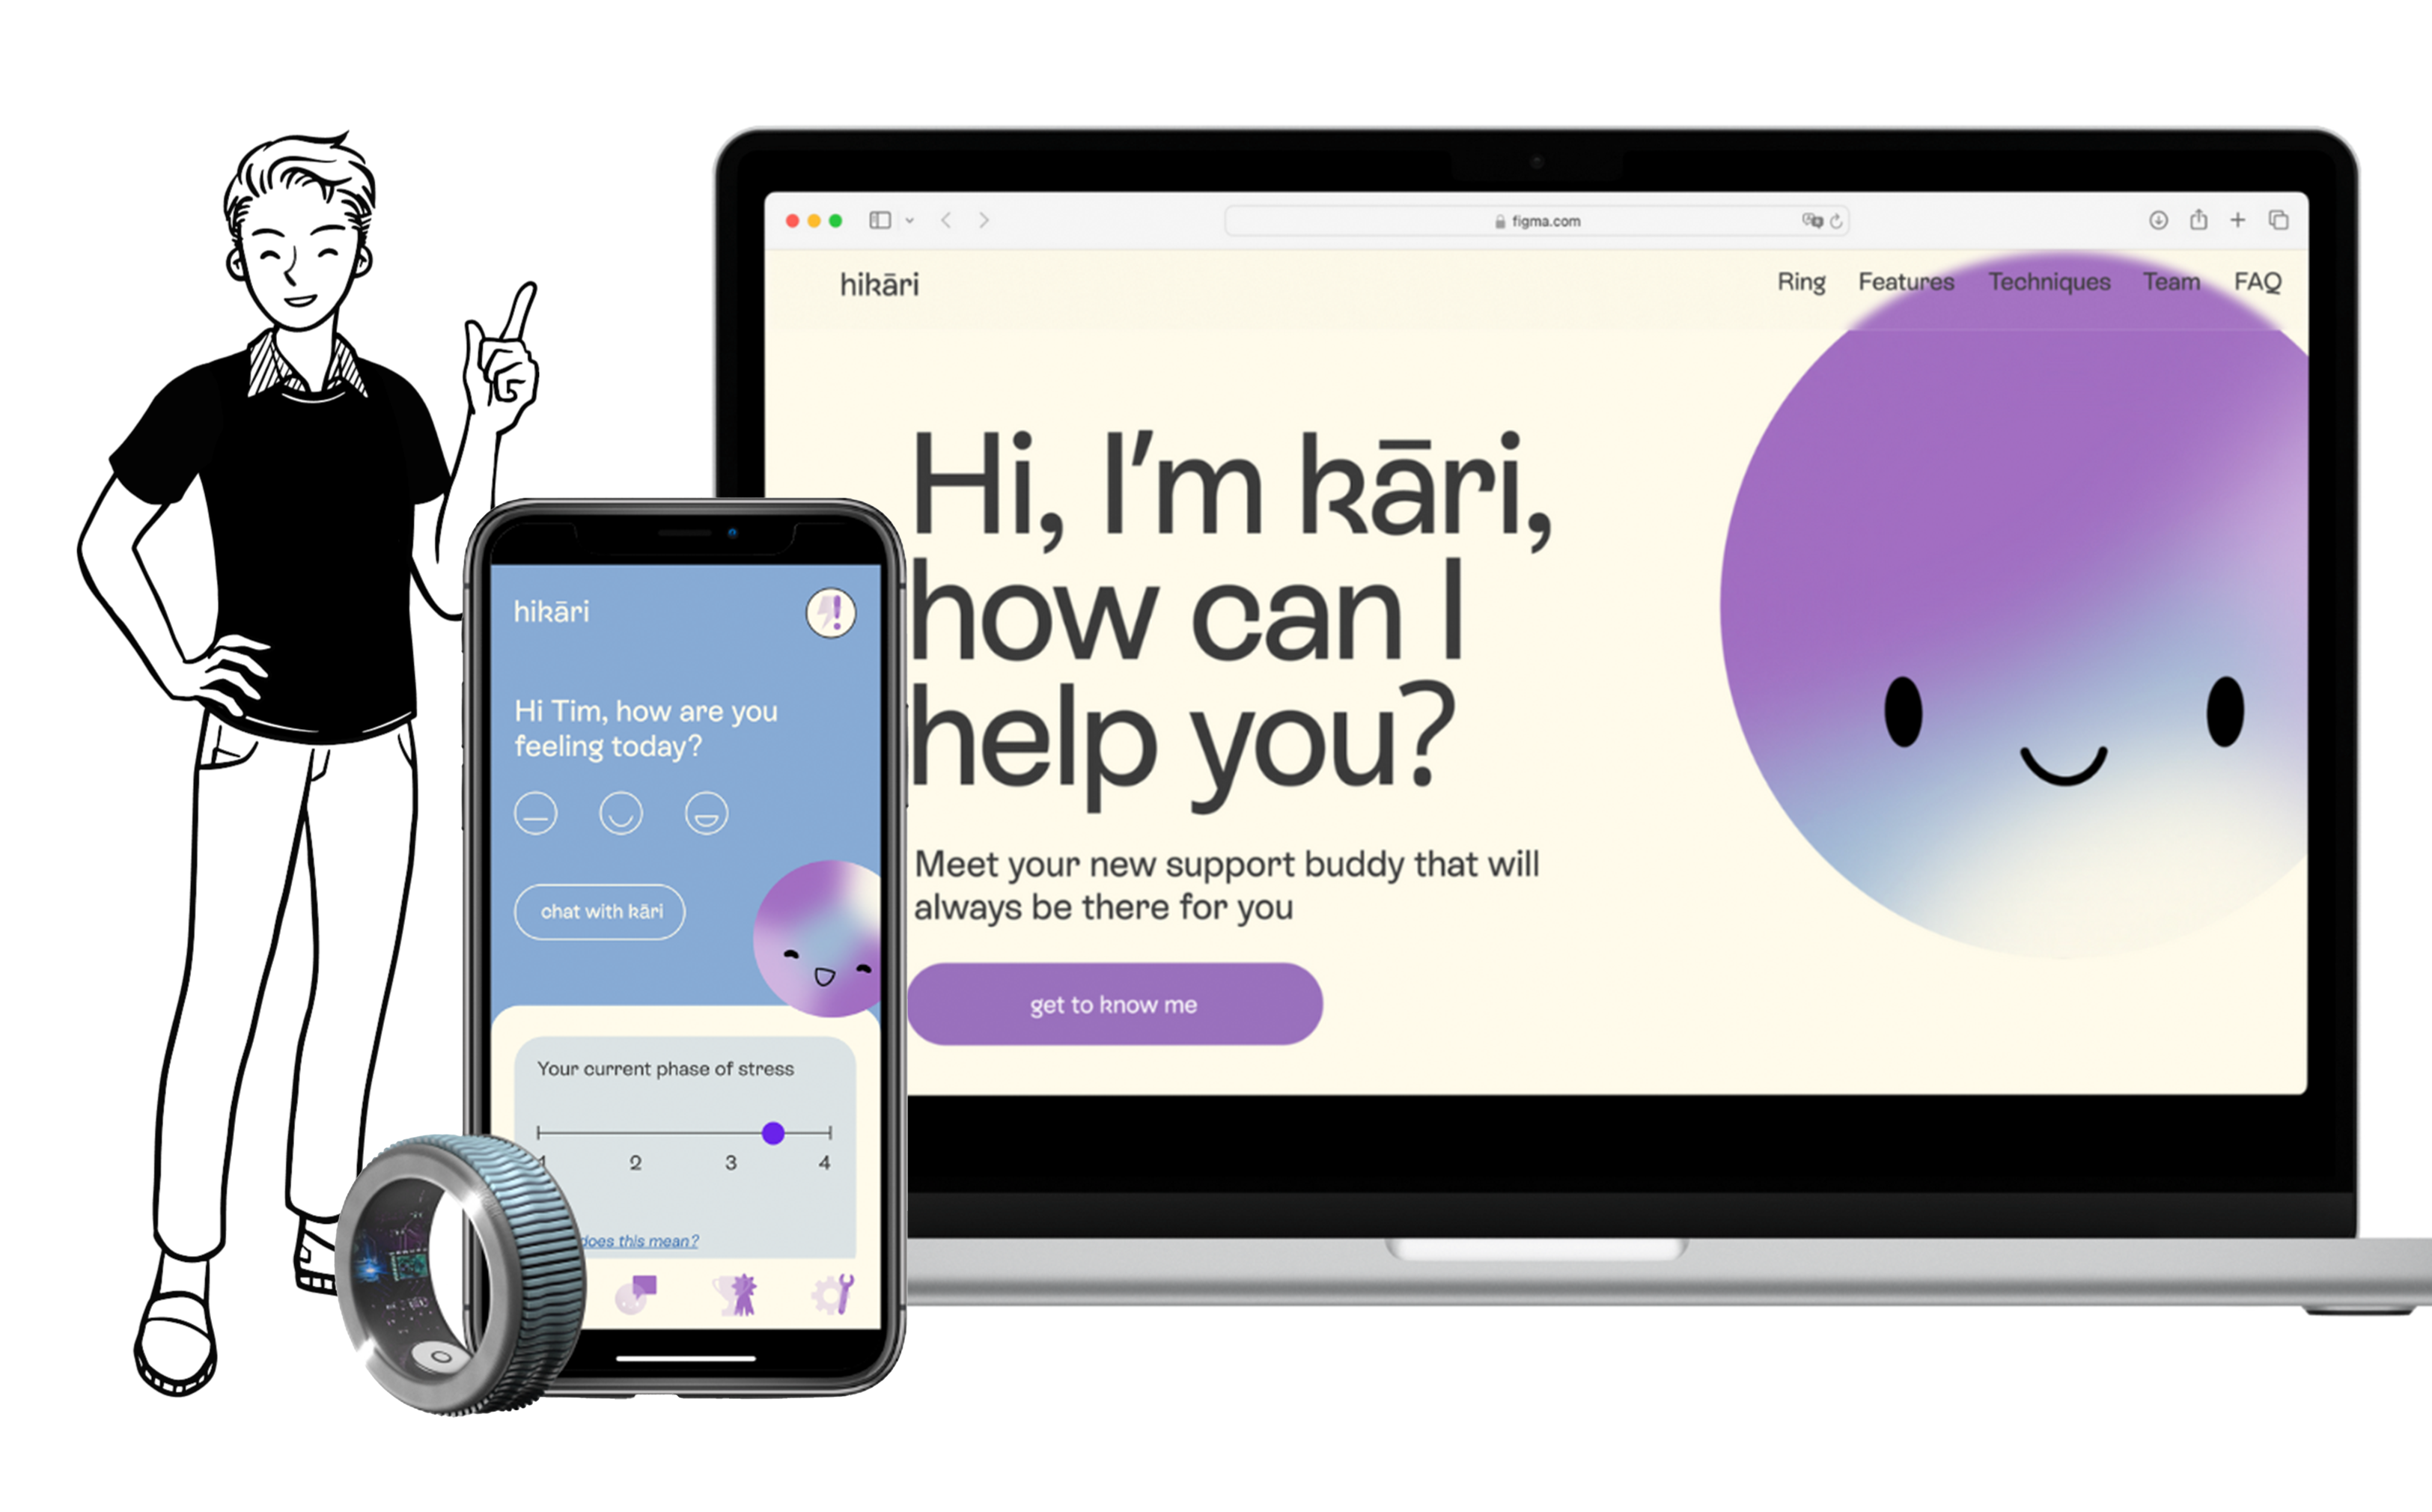 figma.com
hikāri
Ring Features Techniques Team FAQ
Hi, I'm kāri,
how can I
help you?
Meet your new support buddy that will
always be there for you
get to know me
hikāri
Hi Tim, how are you
feeling today?
chat with kāri
Your current phase of stress
1 2 3 4
does this mean?